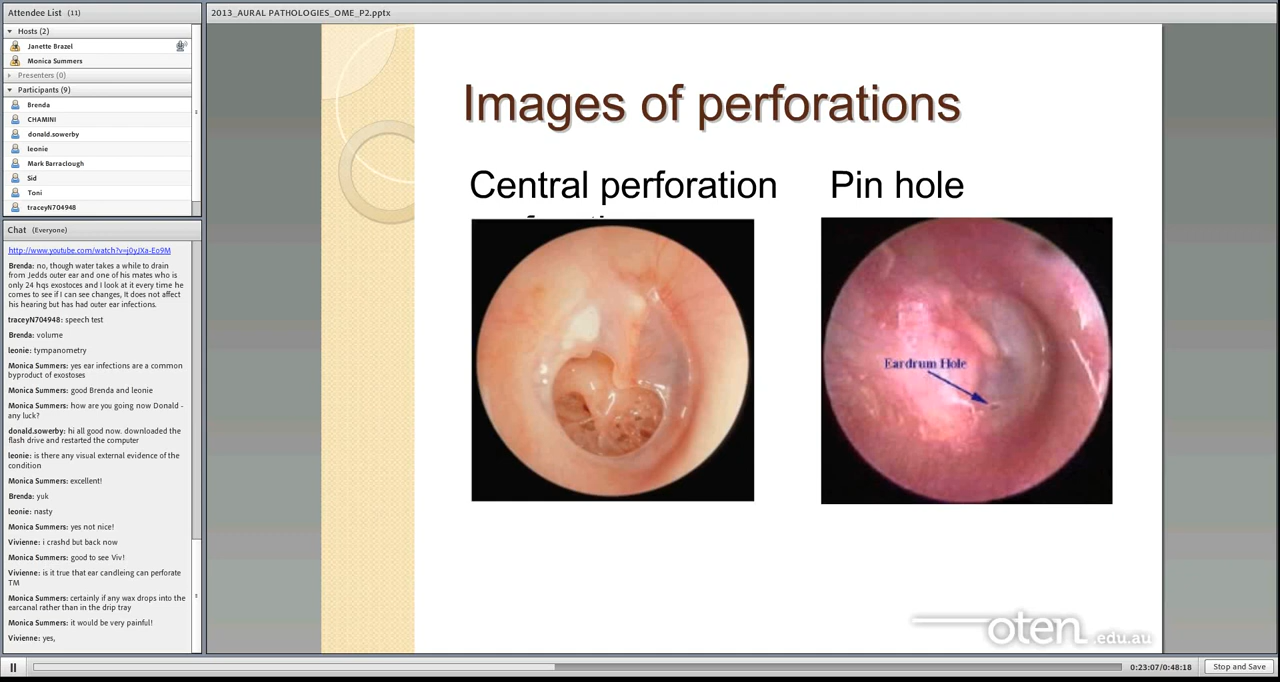 Attendee List (11)
Hosts (2)
Janette Brazel
Monica Summers
Presenters (0)
Participants (9)
Brenda
CHAMINI
donald.sowerby
leonie
Mark Barraclough
Sid
Toni
traceyN704948
Chat (Everyone)
http://www.youtube.com/watch?v=j0yJXa-Eo9M
Brenda: no, though water takes a while to drain
from Jedds outer ear and one of his mates who is
only 24 hqs exostoces and I look at it every time he
comes to see if I can see changes, It does not affect
his hearing but has had outer ear infections.
traceyN704948: speech test
Brenda: volume
leonie: tympanometry
Monica Summers: yes ear infections are a common
byproduct of exostoses
Monica Summers: good Brenda and leonie
Monica Summers: how are you going now Donald -
any luck?
donald.sowerby: hi all good now. downloaded the
flash drive and restarted the computer
leonie: is there any visual external evidence of the
condition
Monica Summers: excellent!
Brenda: yuk
leonie: nasty
Monica Summers: yes not nice!
Vivienne: i crashd but back now
Monica Summers: good to see Viv!
Vivienne: is it true that ear candleing can perforate
TM
Monica Summers: certainly if any wax drops into the
earcanal rather than in the drip tray
Monica Summers: it would be very painful!
Vivienne: yes,
2013_AURAL PATHOLOGIES_OME_P2.pptx
Images of perforations
Central perforation Pin hole
Eardrum Hole
oten.edu.au
0:23:07/0:48:18
Stop and Save